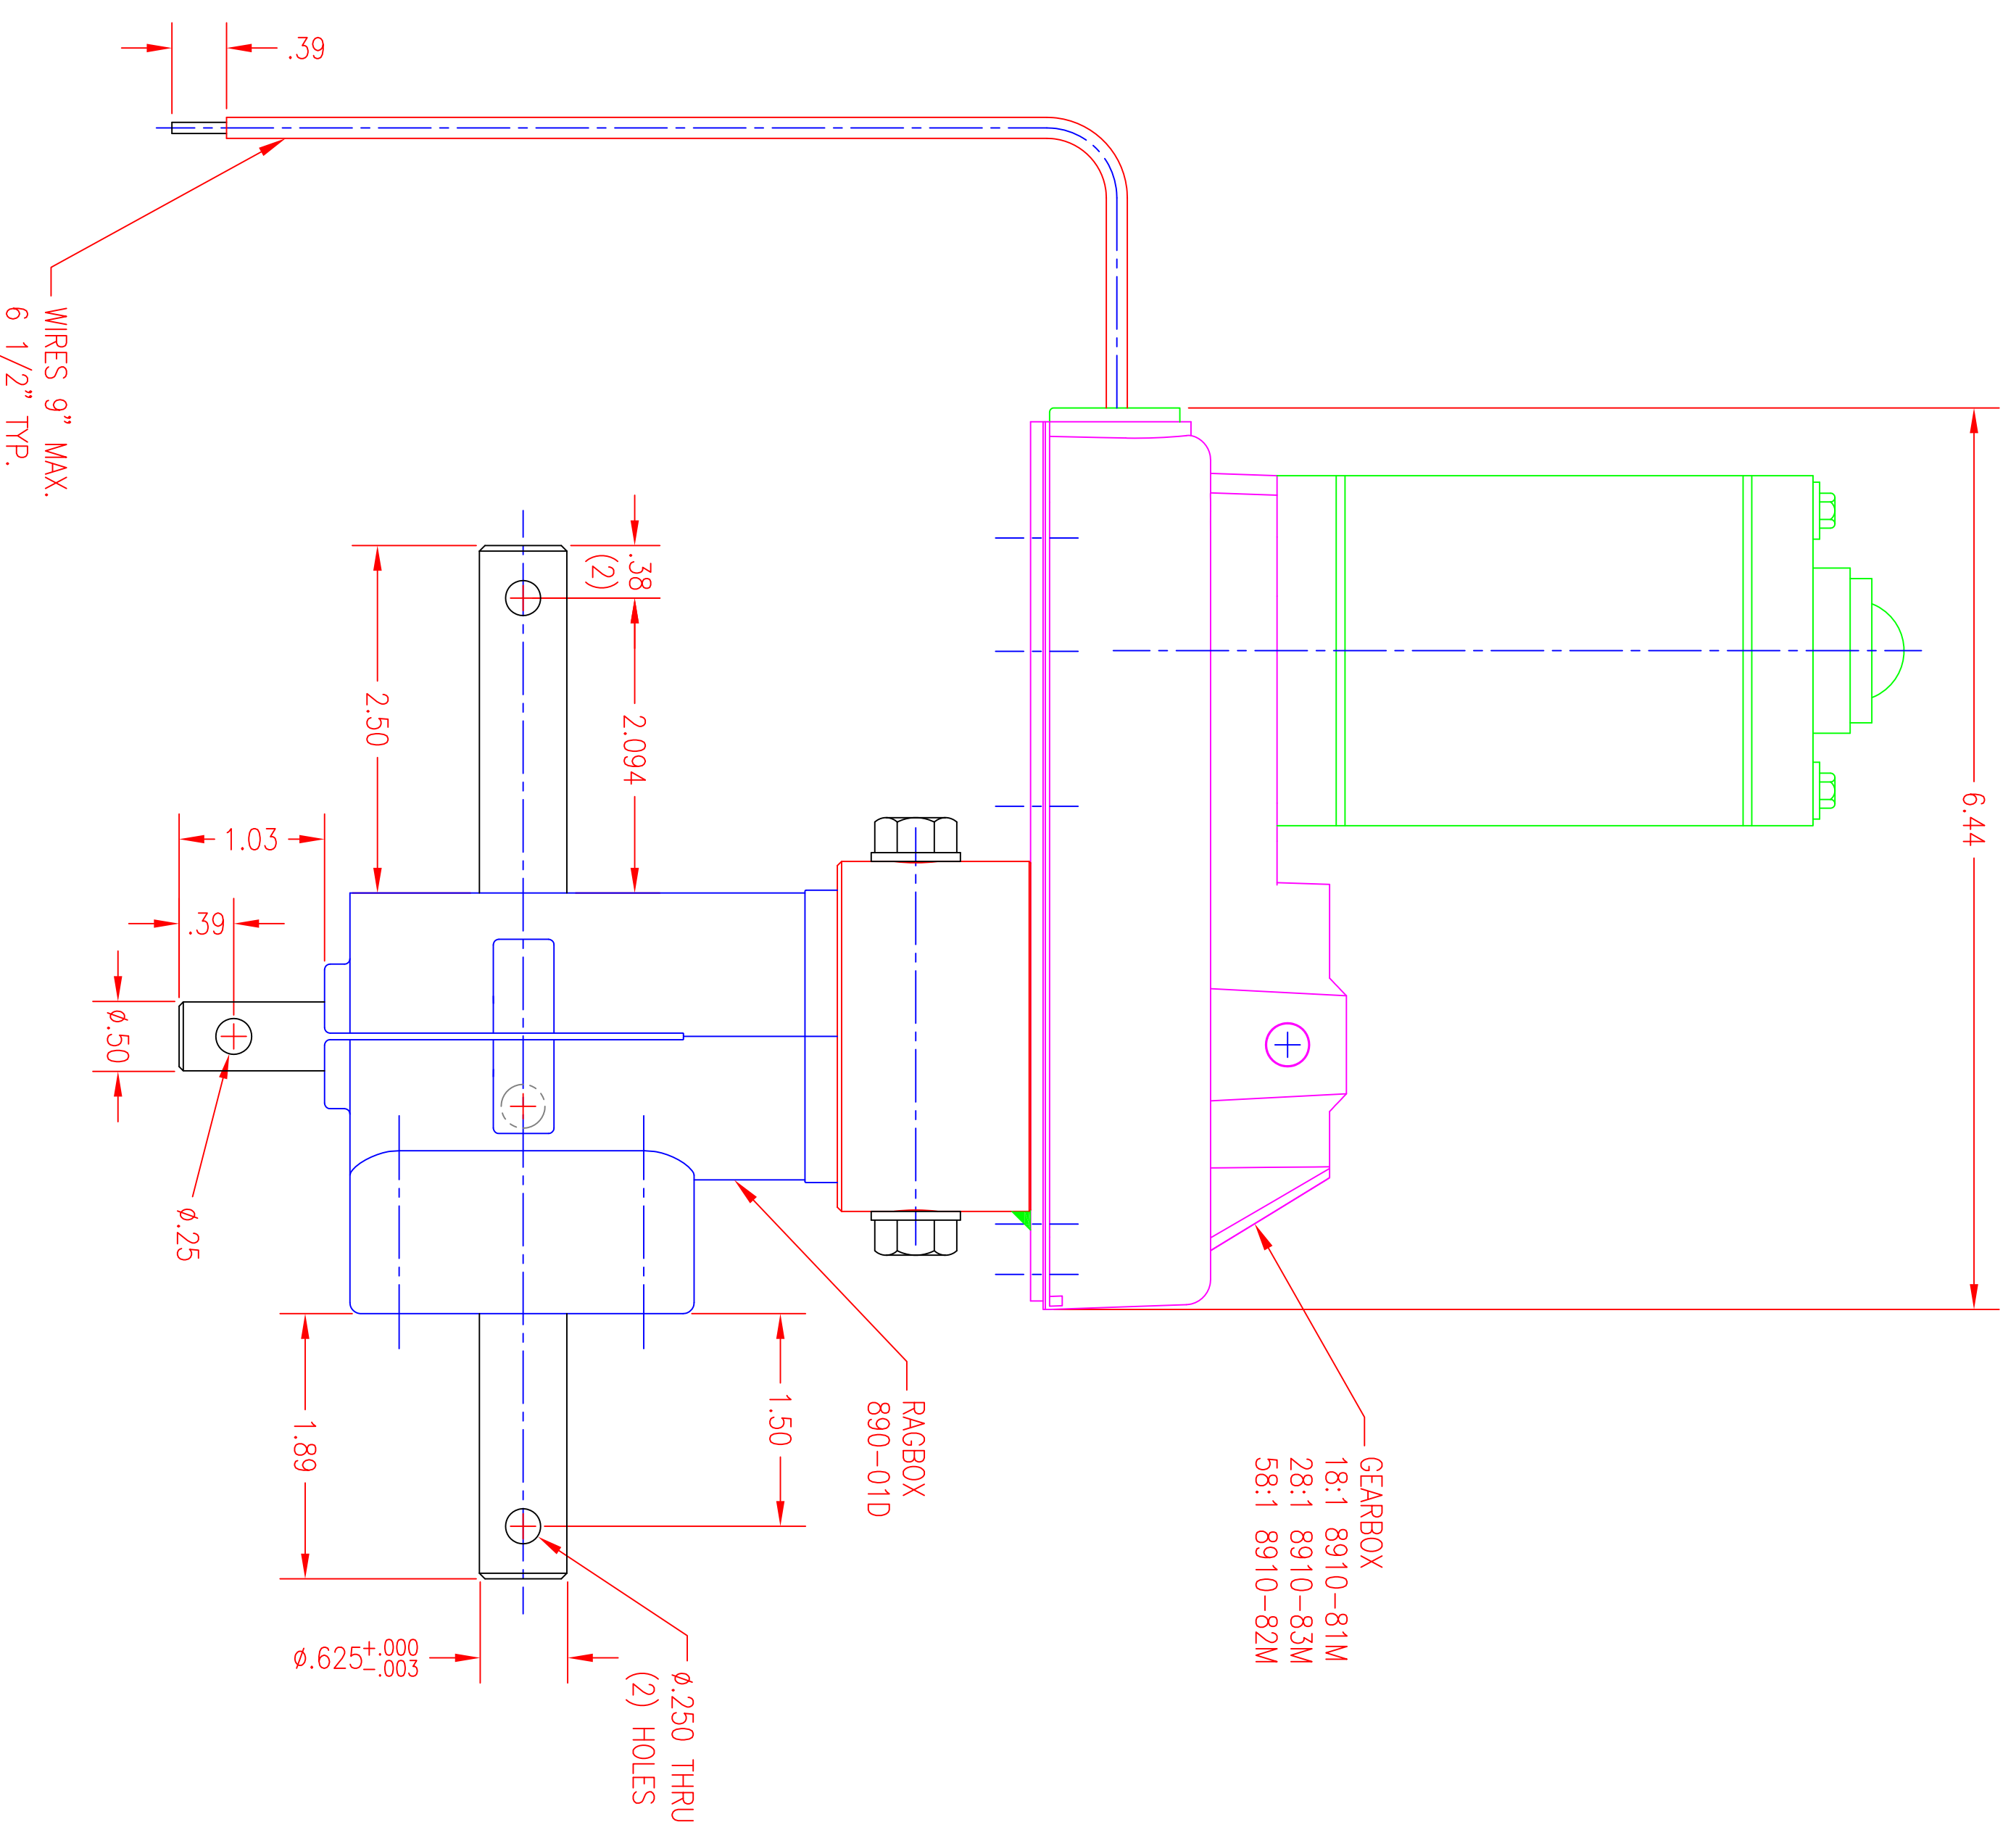 .39
WIRES 9" MAX.
6 1/2" TYP.
.38
(2)
2.094
2.50
6.44
1.03
.39
ø.50
ø.25
1.89
1.50
RAGBOX
890-01D
GEARBOX
18:1 8910-81M
28:1 8910-83M
58:1 8910-82M
ø.625+.000
-.003
ø.250 THRU
(2) HOLES